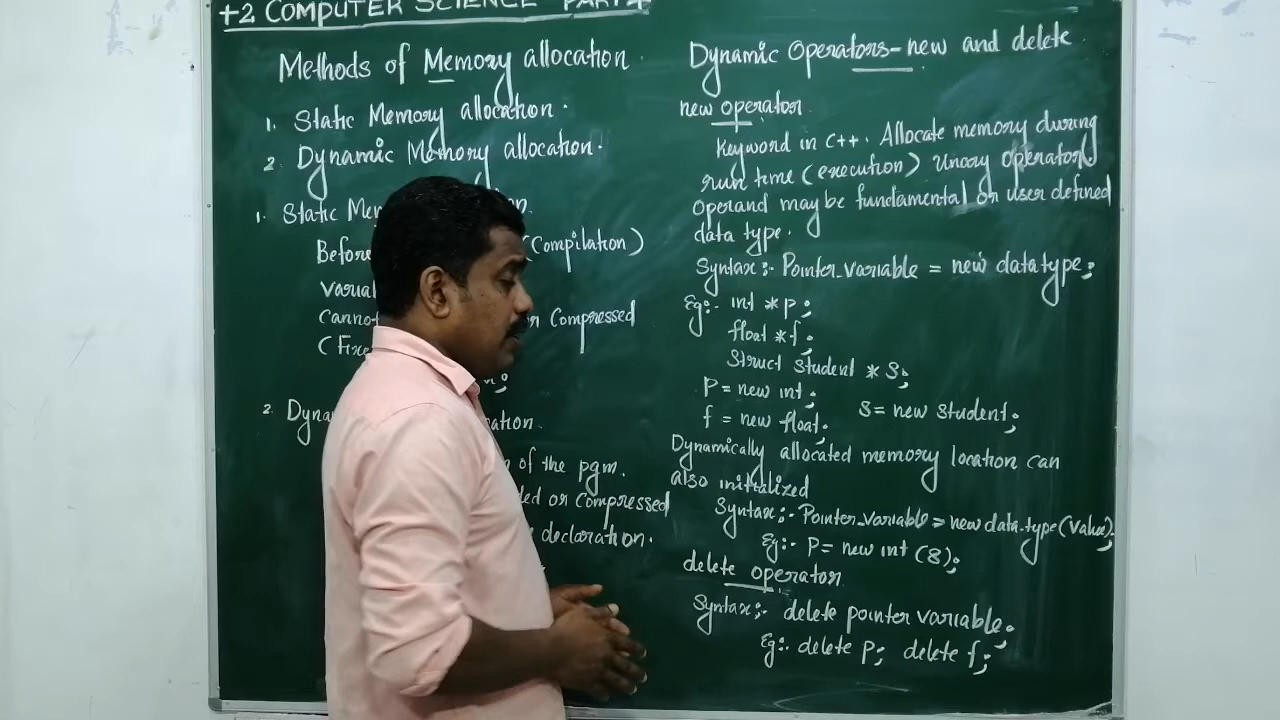 +2 COMPUTER SCIENCE PART
Methods of Memory allocation.
1. Static Memory allocation.
2. Dynamic Memory allocation.
1. Static
Before (Compilation)
Compressed
2.
of the pgm.
or compressed
declaration.
Dynamic Operators - new and delete.
new operator.
Keyword in C++. Allocate memory during
run time (execution) Unary operator
Operand may be fundamental or user defined
data type.
Syntax:- Pointer_variable = new datatype;
Eg:- int *p;
float *f;
Struct student *s;
P = new int;
f = new float; S = new student;
Dynamically allocated memory location can
also initialized
Syntax:- Pointer_variable = new data-type(value);
Eg:- P = new int (8);
delete operator.
Syntax:- delete pointer variable;
Eg:- delete p; delete f;